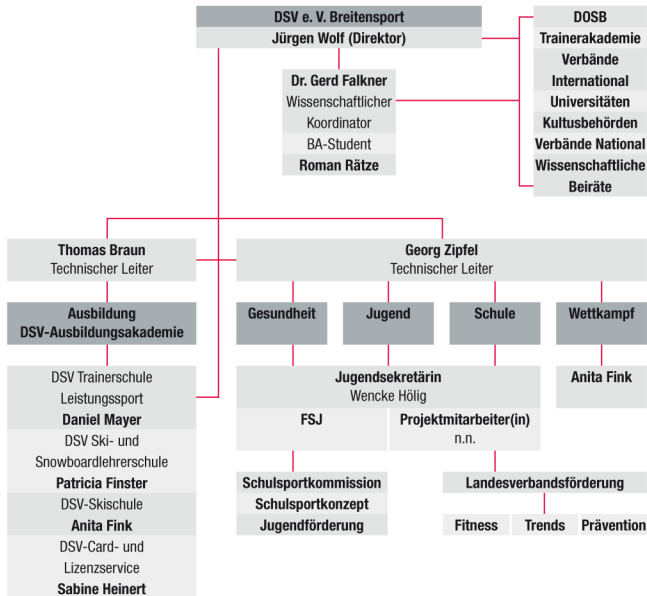 DSV e. V. Breitensport
Jürgen Wolf (Direktor)
DOSB
Trainerakademie
Verbände
International
Universitäten
Kultusbehörden
Verbände National
Wissenschaftliche
Beiräte
Dr. Gerd Falkner
Wissenschaftlicher
Koordinator
BA-Student
Roman Rätze
Thomas Braun
Technischer Leiter
Georg Zipfel
Technischer Leiter
Ausbildung
DSV-Ausbildungsakademie
Gesundheit
Jugend
Schule
Wettkampf
DSV Trainerschule
Leistungssport
Daniel Mayer
DSV Ski- und
Snowboardlehrerschule
Patricia Finster
DSV-Skischule
Anita Fink
DSV-Card- und
Lizenzservice
Sabine Heinert
Jugendsekretärin
Wencke Hölig
FSJ
Projektmitarbeiter(in)
n.n.
Anita Fink
Schulsportkommission
Schulsportkonzept
Jugendförderung
Landesverbandsförderung
Fitness
Trends
Prävention